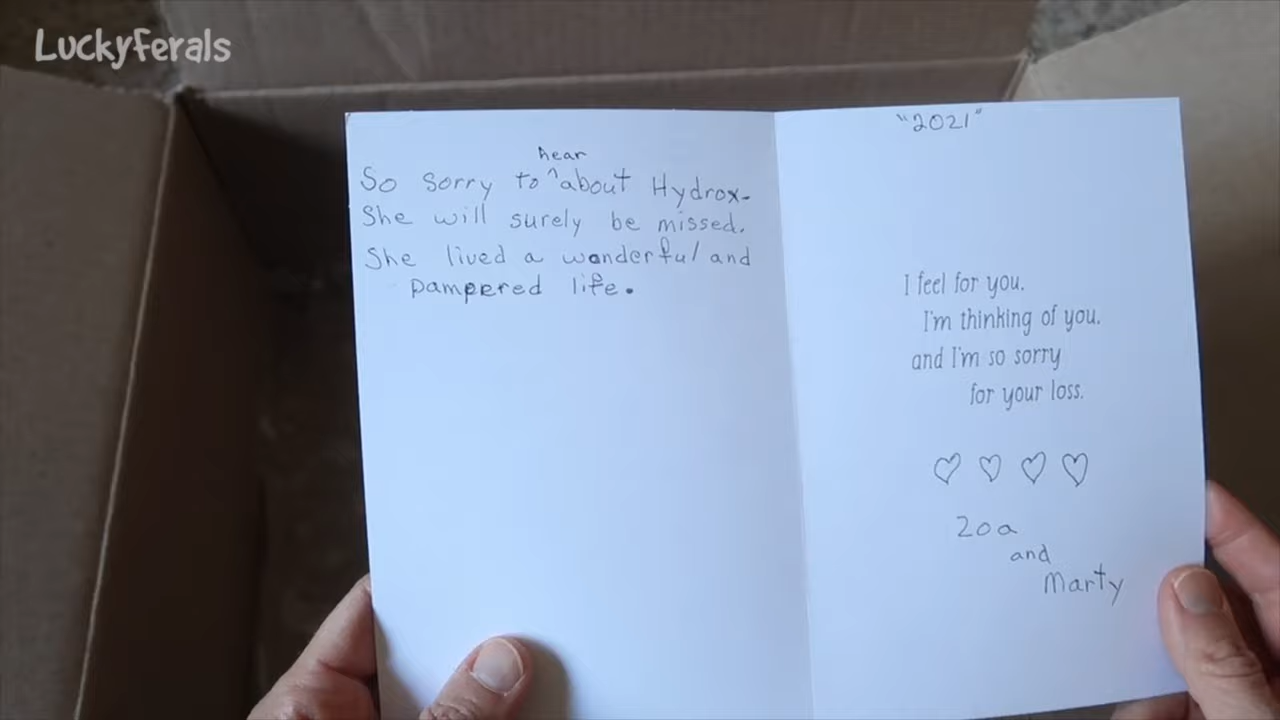 LuckyFerals
hear
So sorry to ^ about Hydrox-
She will surely be missed.
She lived a wonderful and
pampered life.
"2021"
I feel for you.
I'm thinking of you,
and I'm so sorry
for your loss.
♡ ♡ ♡ ♡
Zoa
and
Marty